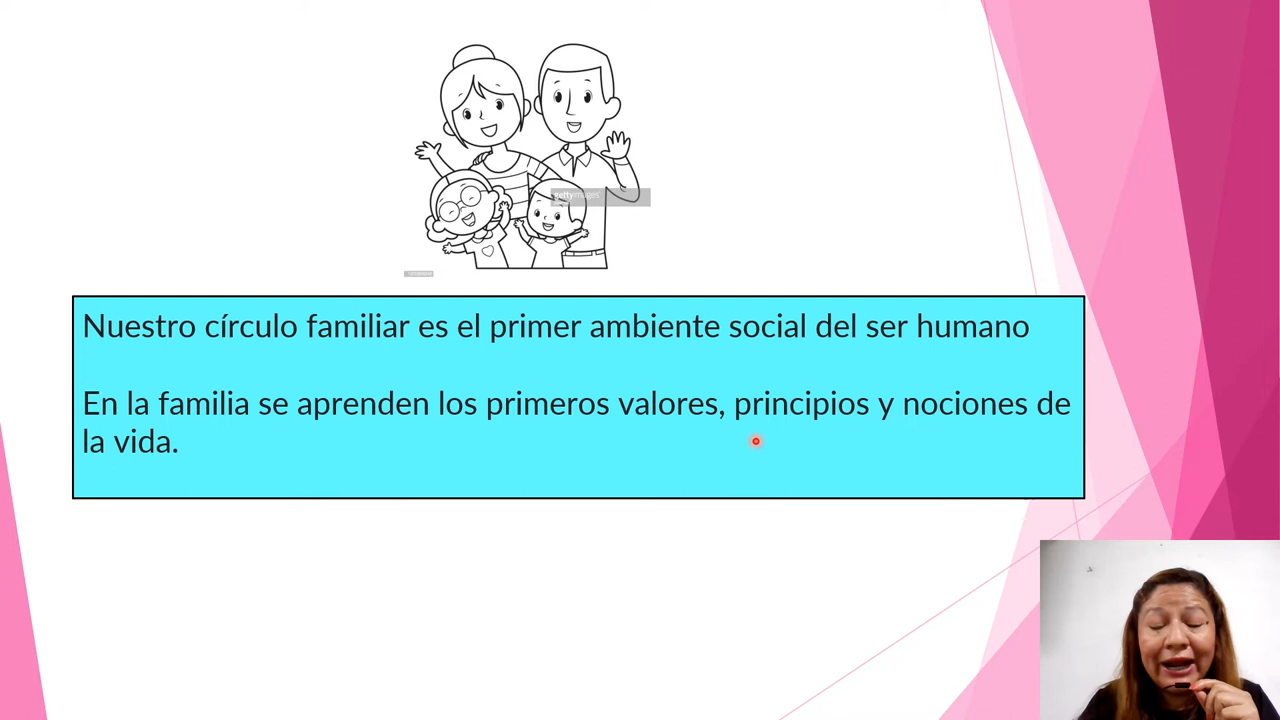 gettyimages
Nuestro círculo familiar es el primer ambiente social del ser humano
En la familia se aprenden los primeros valores, principios y nociones de
la vida.